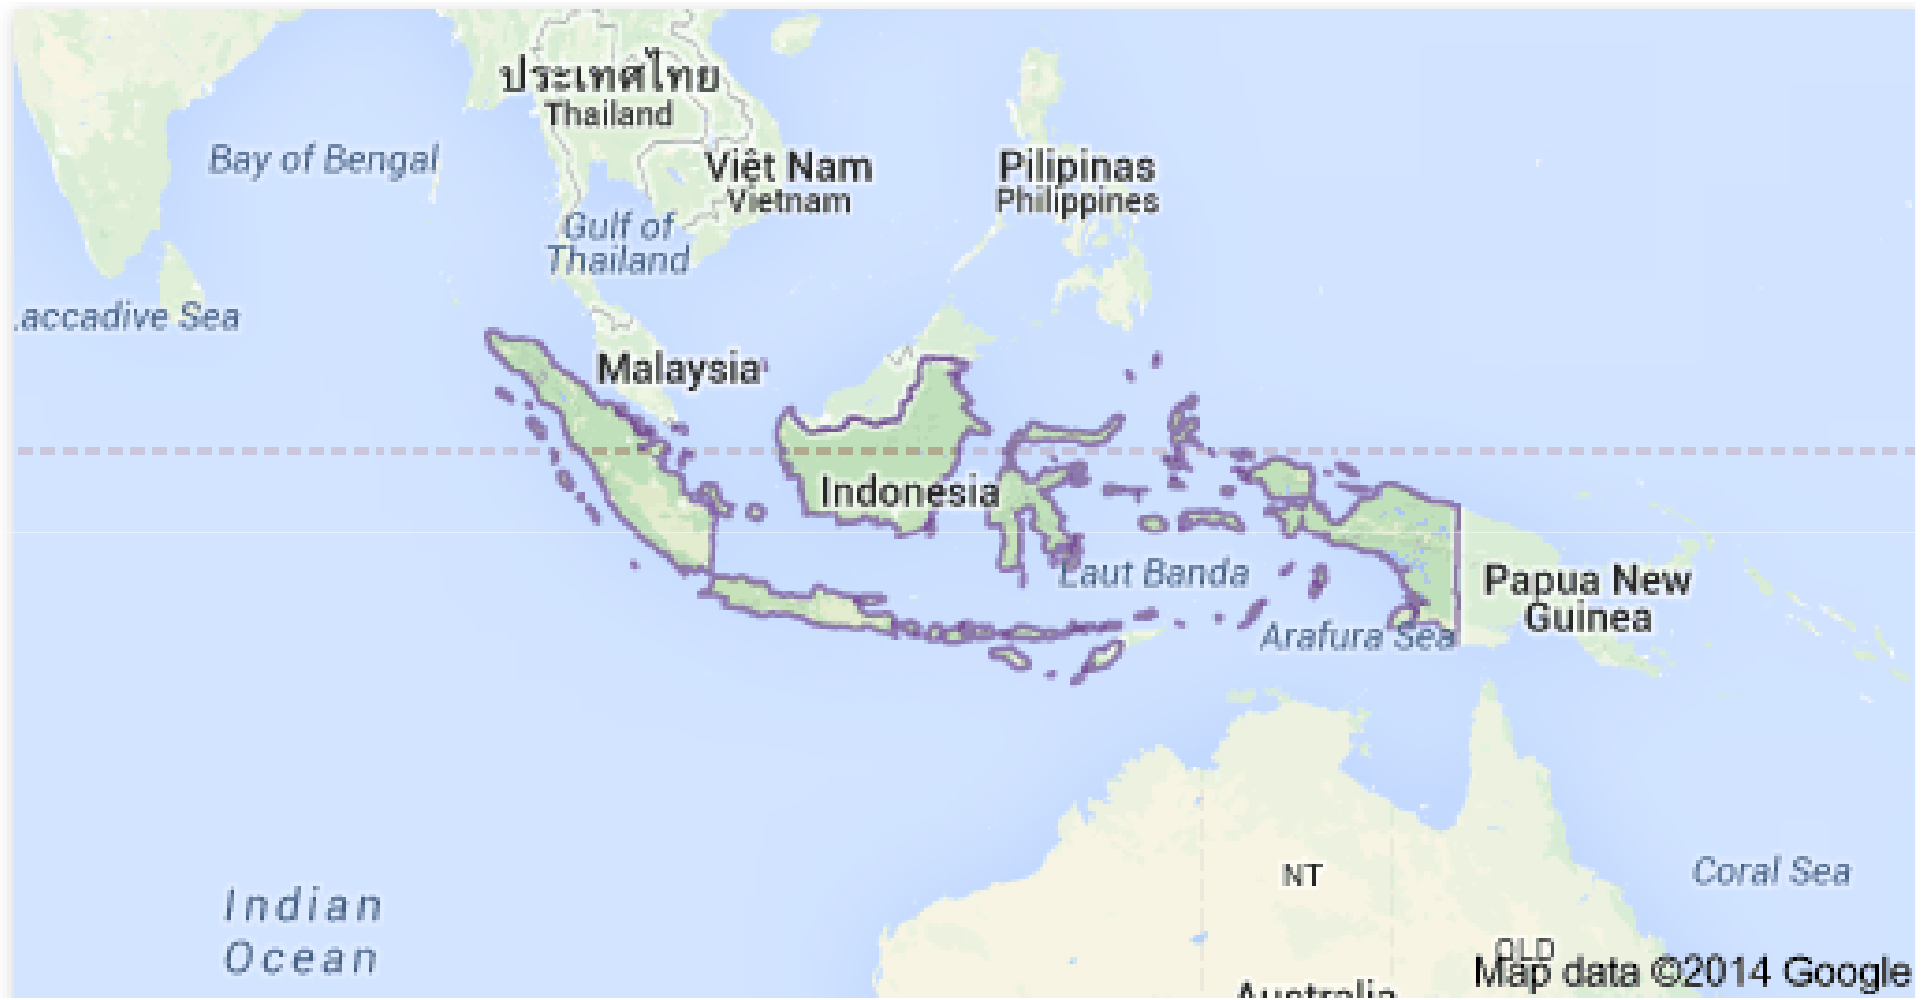 ประเทศไทย
Thailand
Bay of Bengal
Việt Nam
Vietnam
Pilipinas
Philippines
Gulf of
Thailand
.accadive Sea
Malaysia
Indonesia
Laut Banda
Papua New
Guinea
Arafura Sea
NT
Coral Sea
Indian
Ocean
QLD
Map data ©2014 Google
Australia